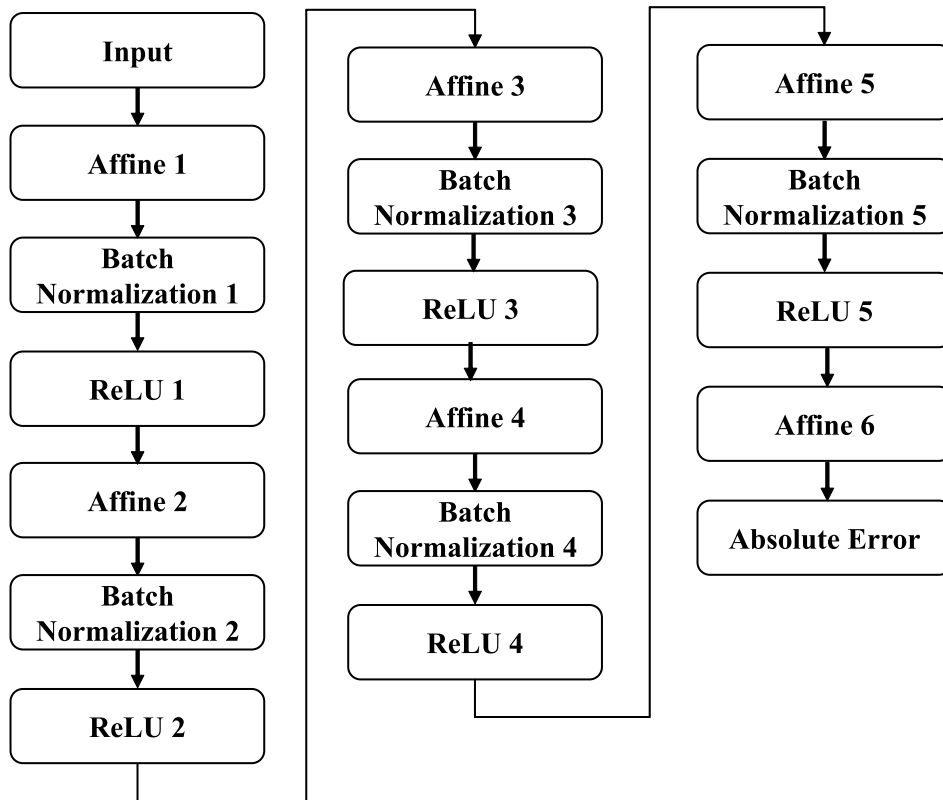 Input
Affine 1
Batch
Normalization 1
ReLU 1
Affine 2
Batch
Normalization 2
ReLU 2
Affine 3
Batch
Normalization 3
ReLU 3
Affine 4
Batch
Normalization 4
ReLU 4
Affine 5
Batch
Normalization 5
ReLU 5
Affine 6
Absolute Error